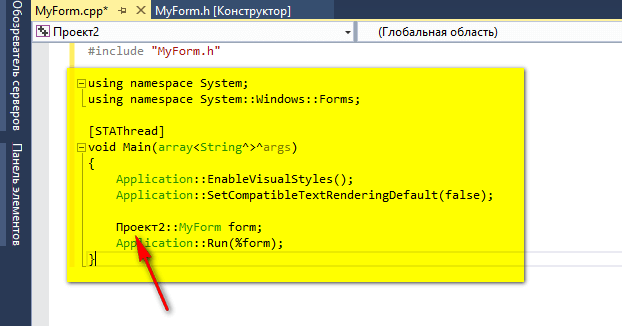 MyForm.cpp*
MyForm.h [Конструктор]
Проект2
(Глобальная область)
Обозреватель серверов
Панель элементов
#include "MyForm.h"
using namespace System;
using namespace System::Windows::Forms;
[STAThread]
void Main(array<String^>^args)
{
Application::EnableVisualStyles();
Application::SetCompatibleTextRenderingDefault(false);
Проект2::MyForm form;
Application::Run(%form);
}